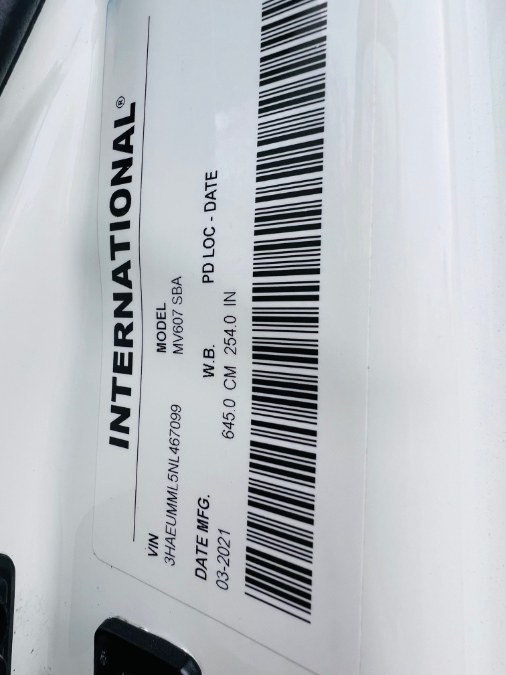 INTERNATIONAL®
VIN MODEL
3HAEUMML5NL467099 MV607 SBA
DATE MFG. W.B. PD LOC - DATE
03-2021 645.0 CM 254.0 IN